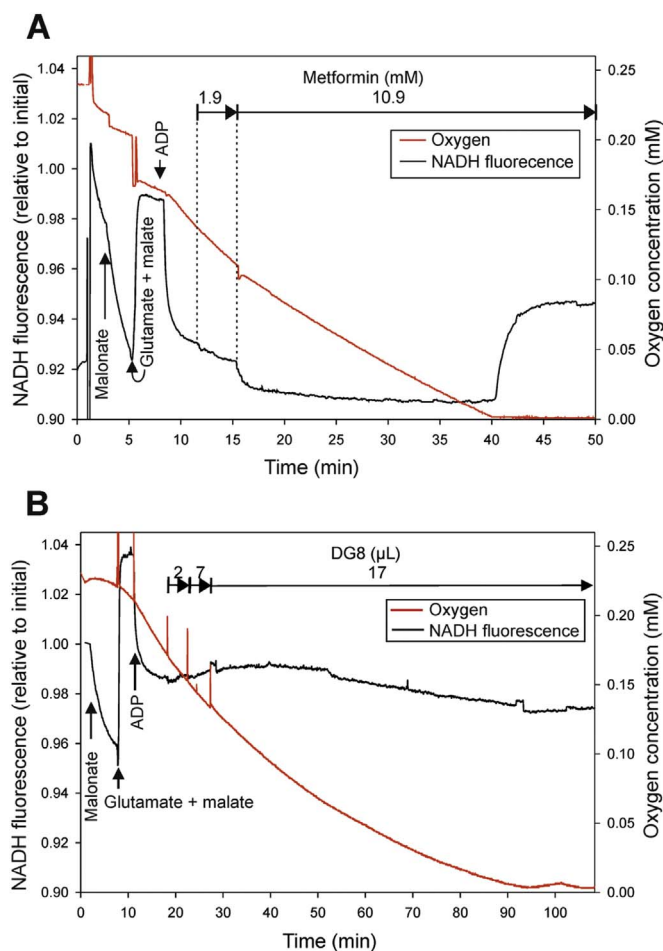 A
Metformin (mM)
1.9
10.9
ADP
Oxygen
NADH fluorecence
Malonate
Glutamate + malate
NADH fluorescence (relative to initial)
1.04
1.02
1.00
0.98
0.96
0.94
0.92
0.90
Oxygen concentration (mM)
0.25
0.20
0.15
0.10
0.05
0.00
0 5 10 15 20 25 30 35 40 45 50
Time (min)
B
DG8 (µL)
2 7 17
Oxygen
NADH fluorescence
Malonate
ADP
Glutamate + malate
NADH fluorescence (relative to initial)
1.04
1.02
1.00
0.98
0.96
0.94
0.92
0.90
Oxygen concentration (mM)
0.25
0.20
0.15
0.10
0.05
0.00
0 10 20 30 40 50 60 70 80 90 100
Time (min)